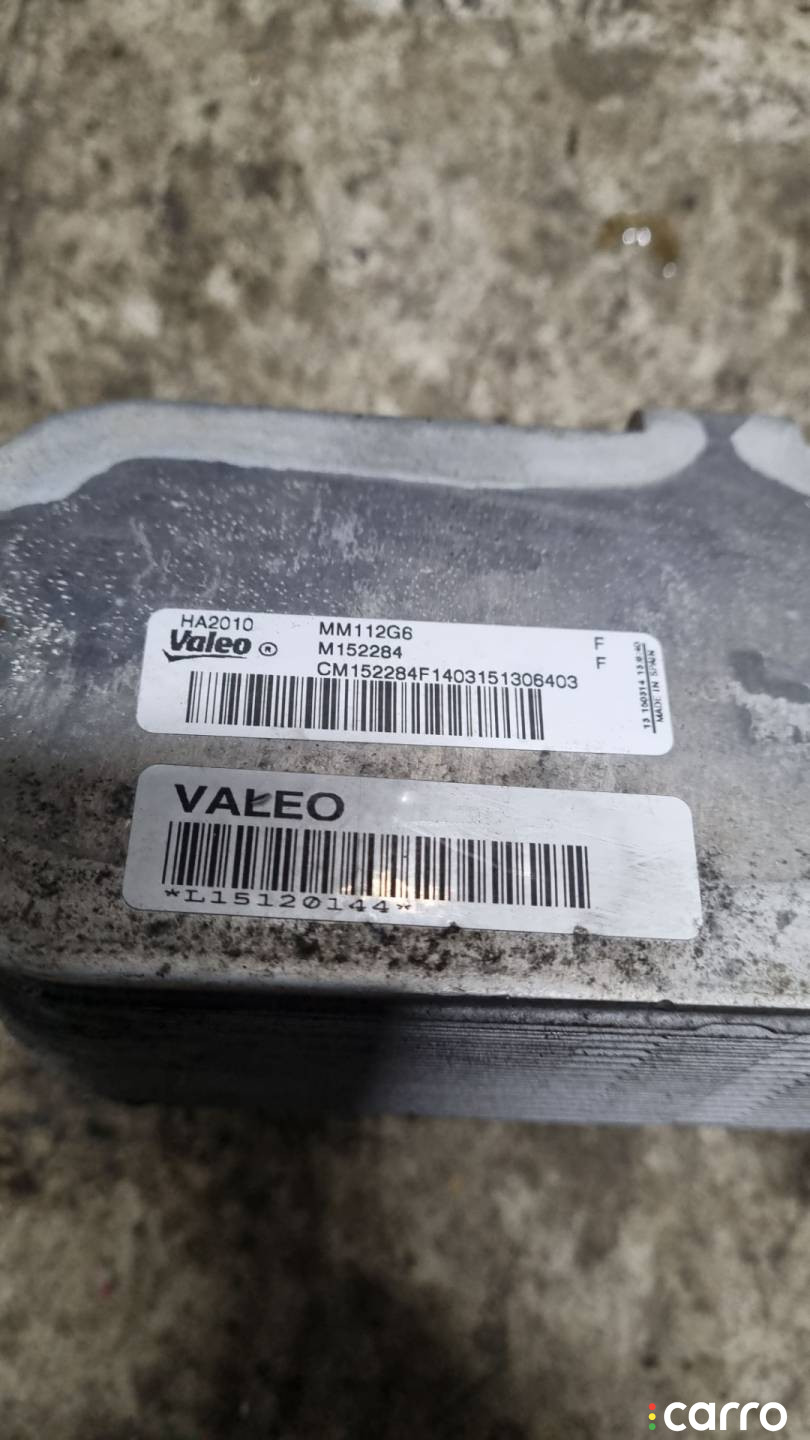 HA2010 MM112G6 F
Valeo ® M152284 F
CM152284F1403151306403
MADE IN SPAIN
VALEO
*L15120144*
carro